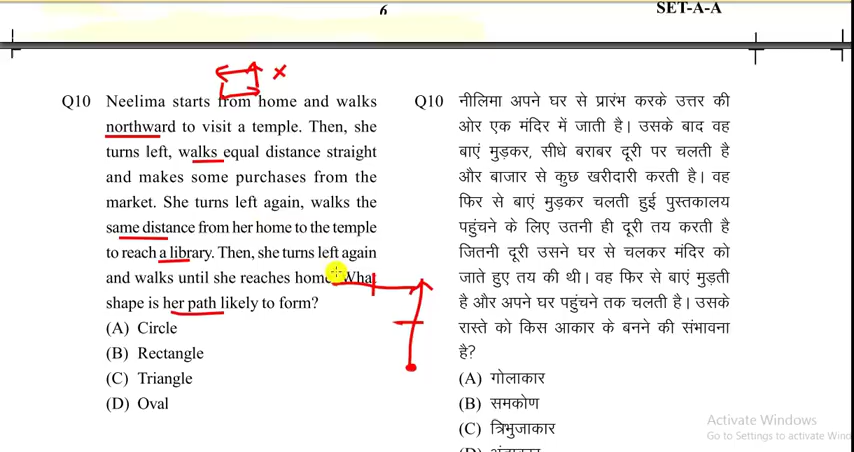 6
SET-A-A
Q10 Neelima starts from home and walks
northward to visit a temple. Then, she
turns left, walks equal distance straight
and makes some purchases from the
market. She turns left again, walks the
same distance from her home to the temple
to reach a library. Then, she turns left again
and walks until she reaches home. What
shape is her path likely to form?
(A) Circle
(B) Rectangle
(C) Triangle
(D) Oval
Q10 नीलिमा अपने घर से प्रारंभ करके उत्तर की
ओर एक मंदिर में जाती है। उसके बाद वह
बाएं मुड़कर, सीधे बराबर दूरी पर चलती है
और बाजार से कुछ खरीदारी करती है। वह
फिर से बाएं मुड़कर चलती हुई पुस्तकालय
पहुंचने के लिए उतनी ही दूरी तय करती है
जितनी दूरी उसने घर से चलकर मंदिर को
जाते हुए तय की थी। वह फिर से बाएं मुड़ती
है और अपने घर पहुंचने तक चलती है। उसके
रास्ते को किस आकार के बनने की संभावना
है?
(A) गोलाकार
(B) समकोण
(C) त्रिभुजाकार
Activate Windows
Go to Settings to activate Wind